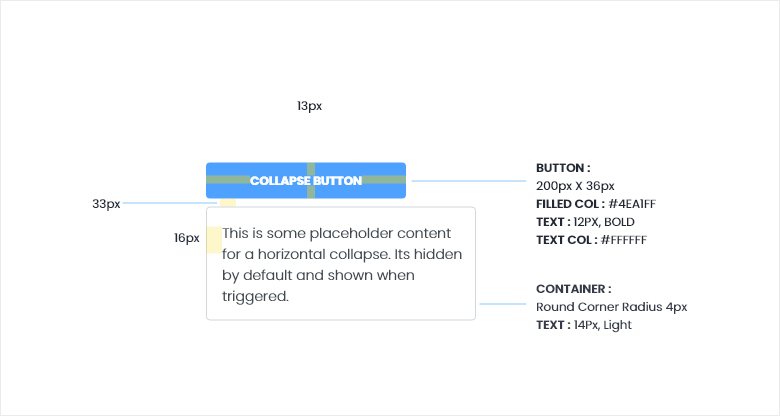 13px
COLLAPSE BUTTON
33px
16px
This is some placeholder content
for a horizontal collapse. Its hidden
by default and shown when
triggered.
BUTTON :
200px X 36px
FILLED COL : #4EA1FF
TEXT : 12PX, BOLD
TEXT COL : #FFFFFF
CONTAINER :
Round Corner Radius 4px
TEXT : 14Px, Light